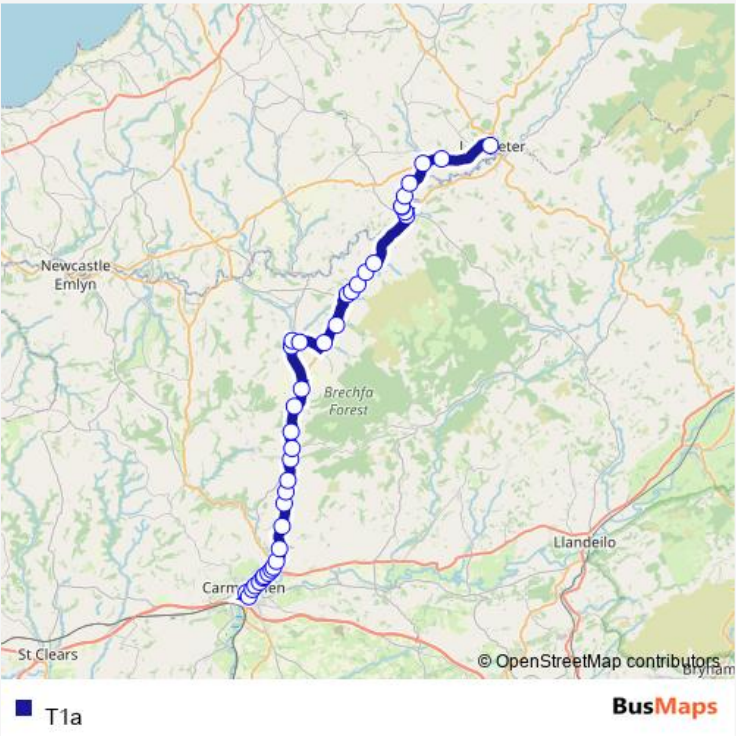 Newcastle
Emlyn
Brechfa
Forest
Llandeilo
St Clears
© OpenStreetMap contributors
T1a
BusMaps